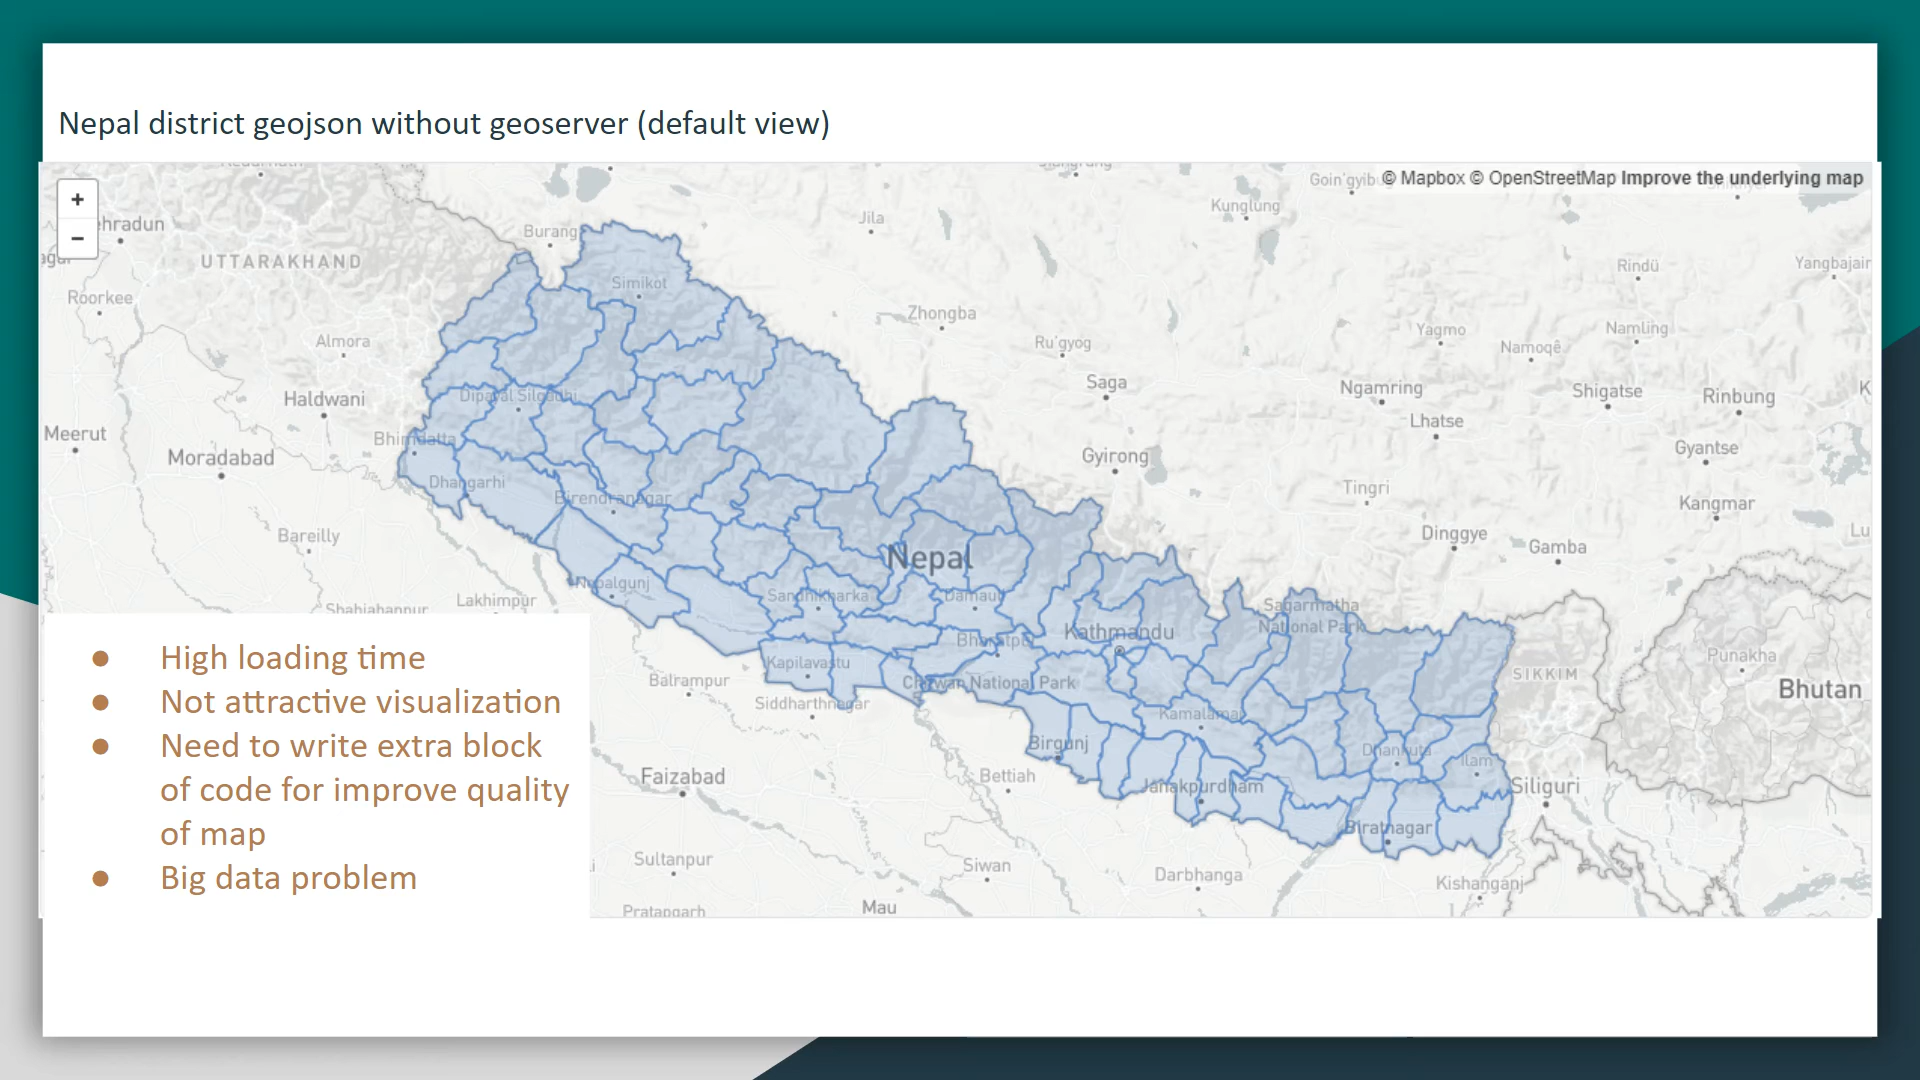 Nepal district geojson without geoserver (default view)
© Mapbox © OpenStreetMap Improve the underlying map
+
−
Goin'gyib
Kunglung
Jila
Burang
UTTARAKHAND
Simikot
Rindü
Yangbajain
Roorkee
Zhongba
Almora
Ru'gyog
Yagmo
Namling
Namoqê
Saga
Ngamring
Shigatse
Rinbung
Haldwani
Dipayal Silgadhi
Lhatse
Meerut
Bhimdatta
Moradabad
Gyirong
Gyantse
Dhangarhi
Birendranagar
Tingri
Kangmar
Bareilly
Dinggye
Gamba
Lu
Nepal
Nepalgunj
Lakhimpur
Shahjahanpur
Sandhikharka
Damauli
Sagarmatha
National Park
Kathmandu
Bharatpur
Kapilavastu
Balrampur
Siddharthnagar
Chitwan National Park
SIKKIM
Punakha
Bhutan
Kamalamai
Birgunj
Dhankuta
Ilam
Faizabad
Bettiah
Janakpurdham
Siliguri
Biratnagar
Sultanpur
Siwan
Darbhanga
Kishanganj
Mau
Pratapgarh
● High loading time
● Not attractive visualization
● Need to write extra block
of code for improve quality
of map
● Big data problem